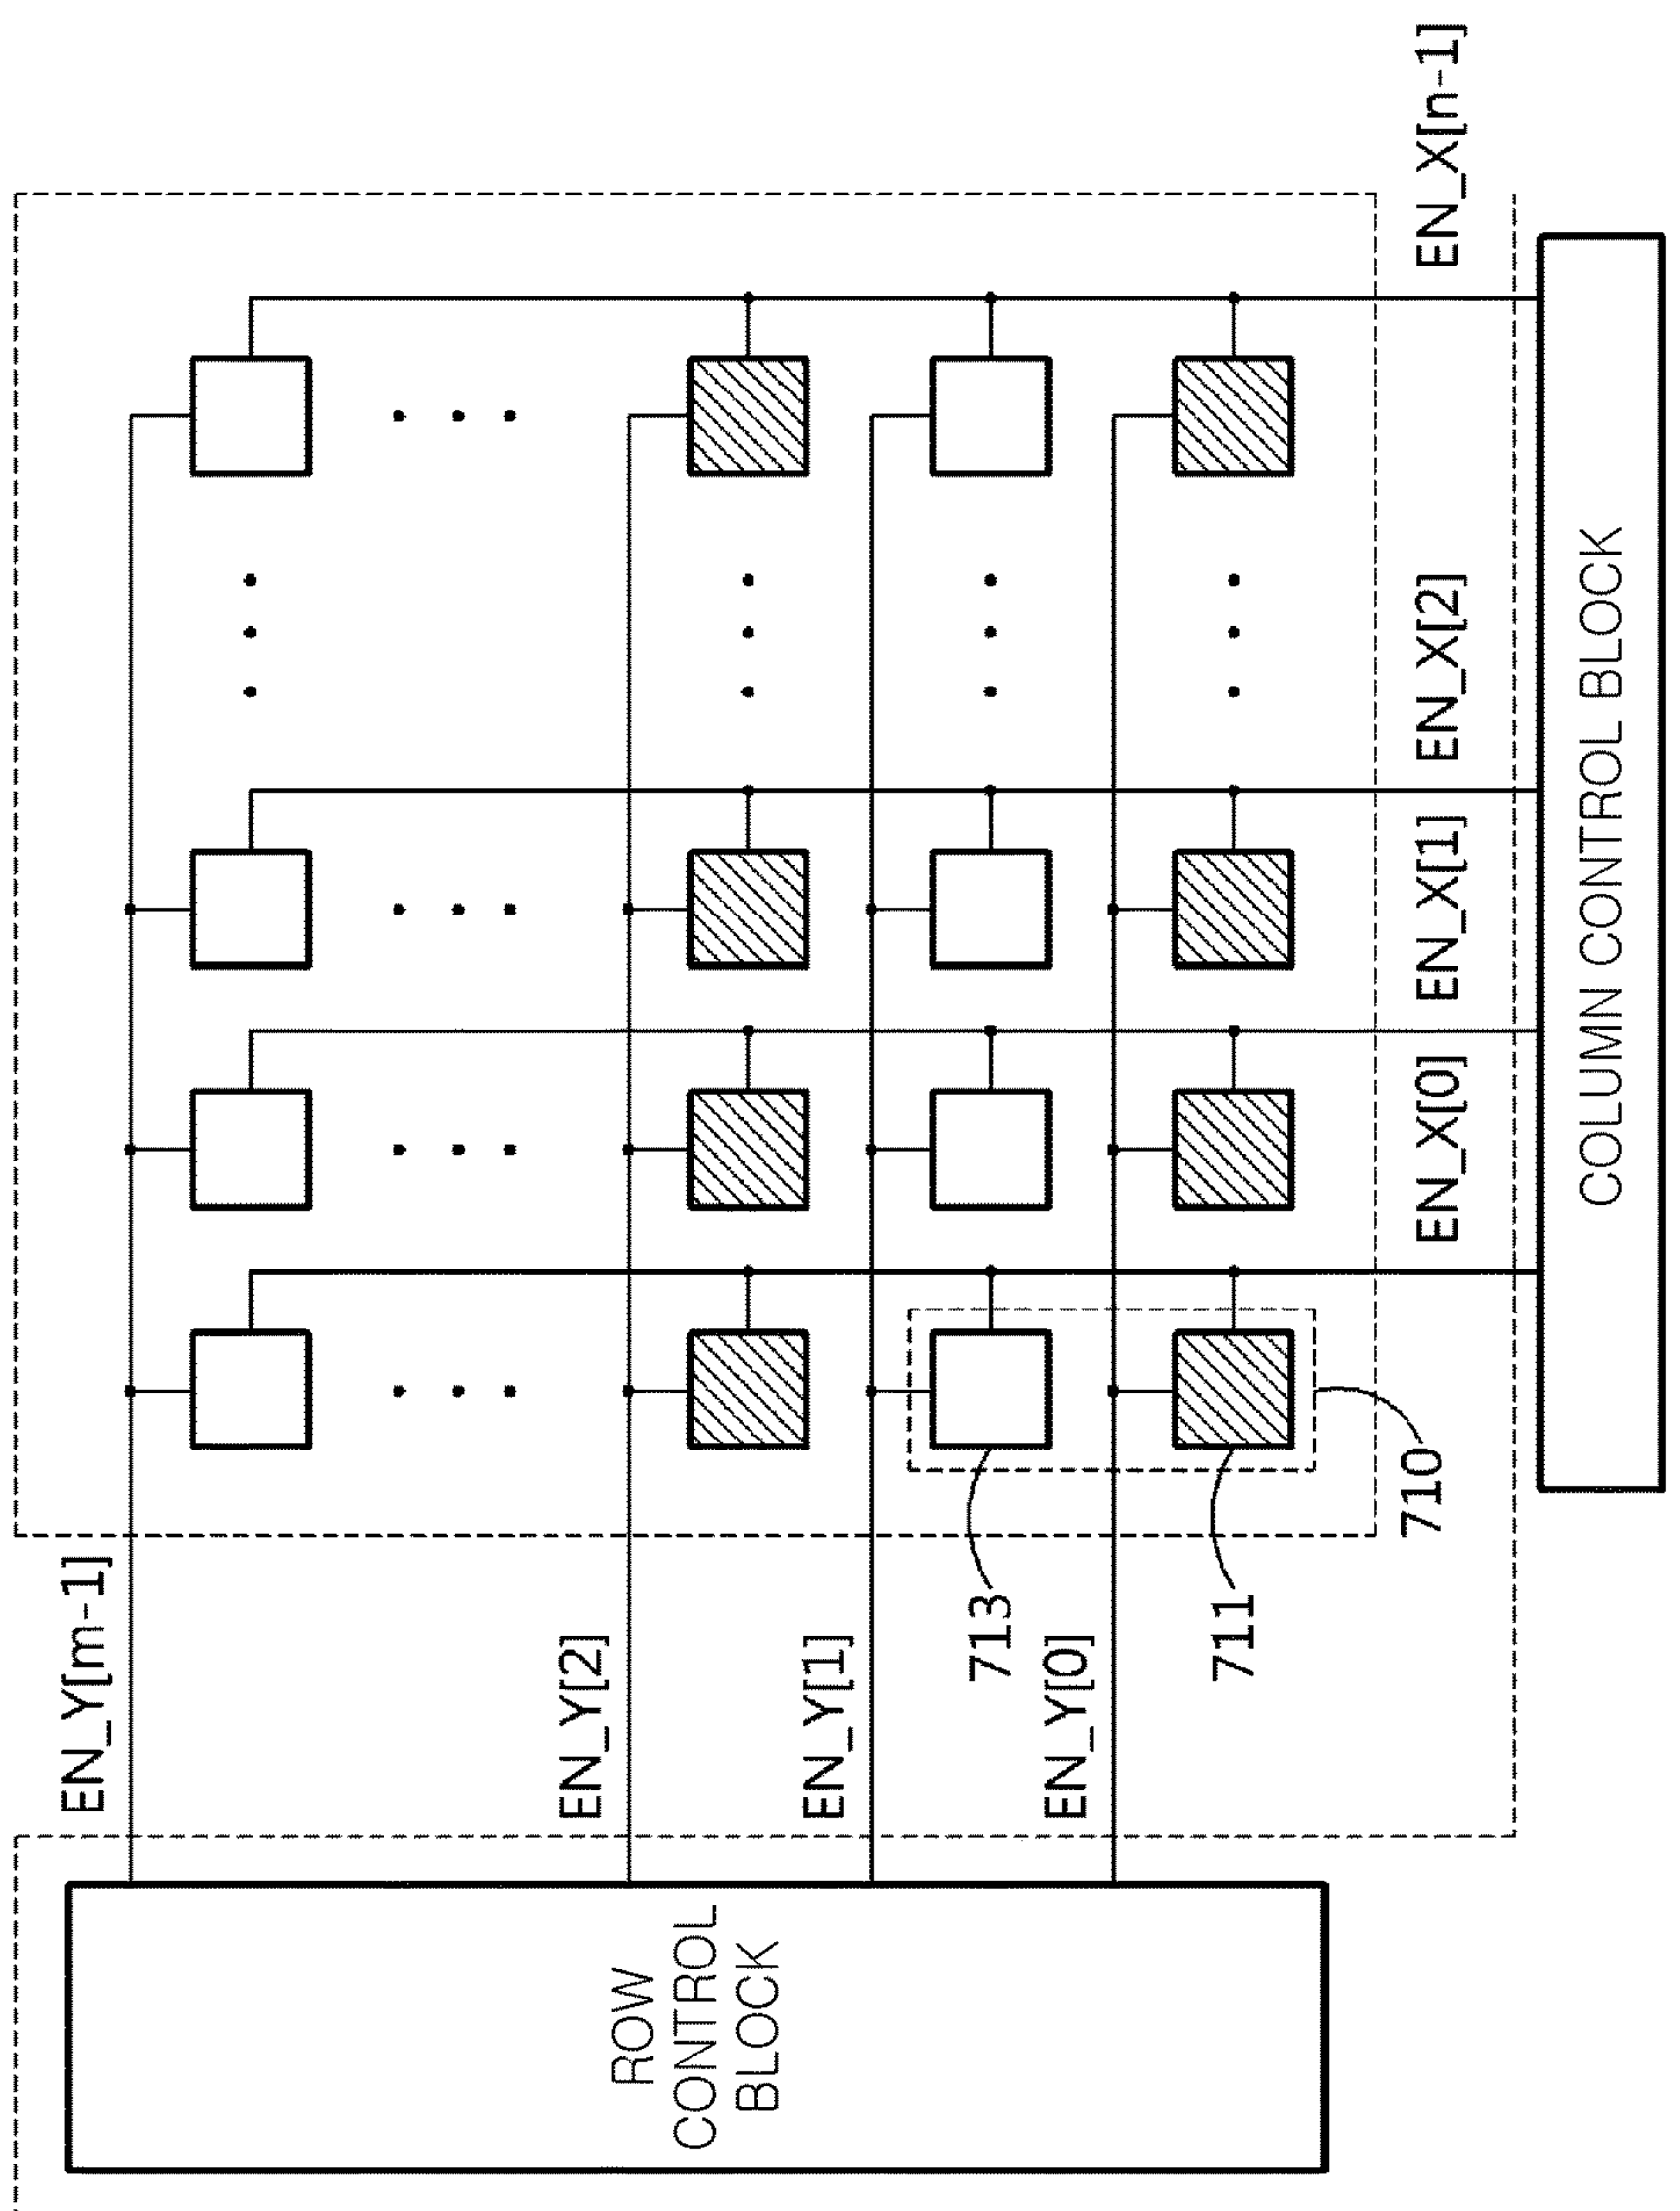 EN_Y[m-1]
EN_Y[2]
EN_Y[1]
EN_Y[0]
ROW
CONTROL
BLOCK
713
711
710
EN_X[0]
EN_X[1]
EN_X[2]
EN_X[n-1]
COLUMN CONTROL BLOCK